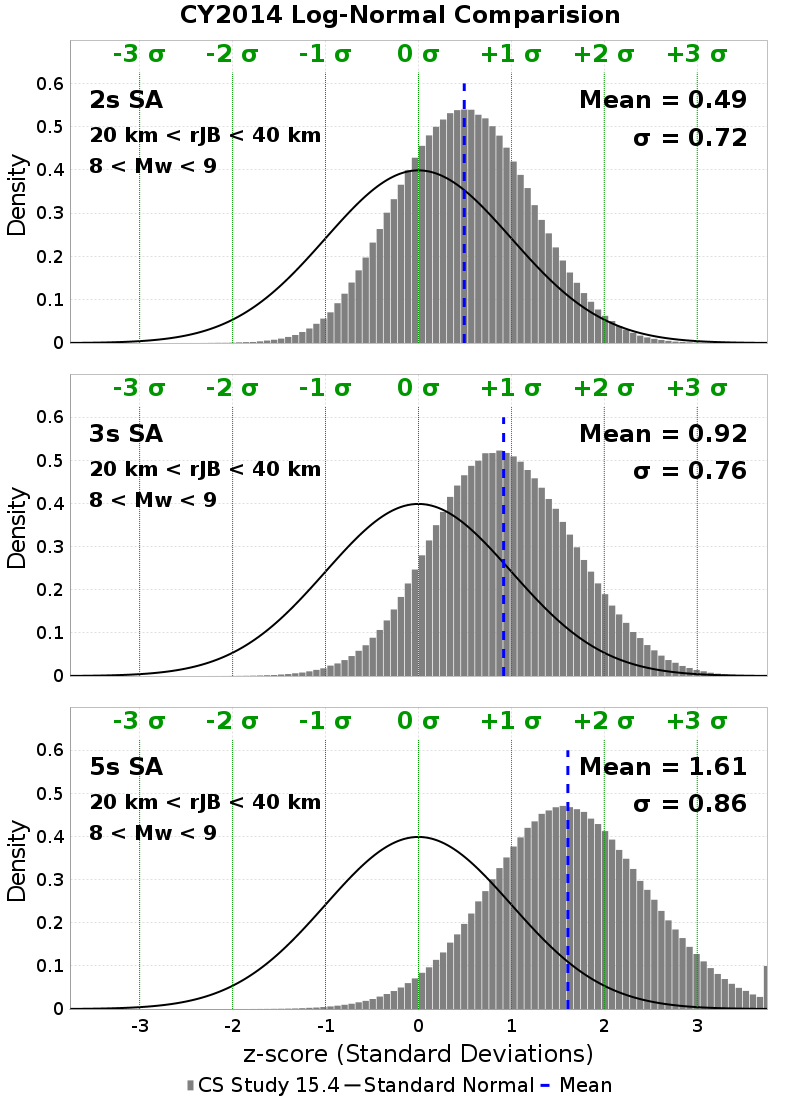 CY2014 Log-Normal Comparision
-3 σ -2 σ -1 σ 0 σ +1 σ +2 σ +3 σ
0.6
2s SA Mean = 0.49
0.5
20 km < rJB < 40 km σ = 0.72
8 < Mw < 9
0.4
0.3
0.2
0.1
0
Density
-3 σ -2 σ -1 σ 0 σ +1 σ +2 σ +3 σ
0.6
3s SA Mean = 0.92
0.5
20 km < rJB < 40 km σ = 0.76
8 < Mw < 9
0.4
0.3
0.2
0.1
0
Density
-3 σ -2 σ -1 σ 0 σ +1 σ +2 σ +3 σ
0.6
5s SA Mean = 1.61
0.5
20 km < rJB < 40 km σ = 0.86
8 < Mw < 9
0.4
0.3
0.2
0.1
0
Density
-3 -2 -1 0 1 2 3
z-score (Standard Deviations)
CS Study 15.4 Standard Normal Mean